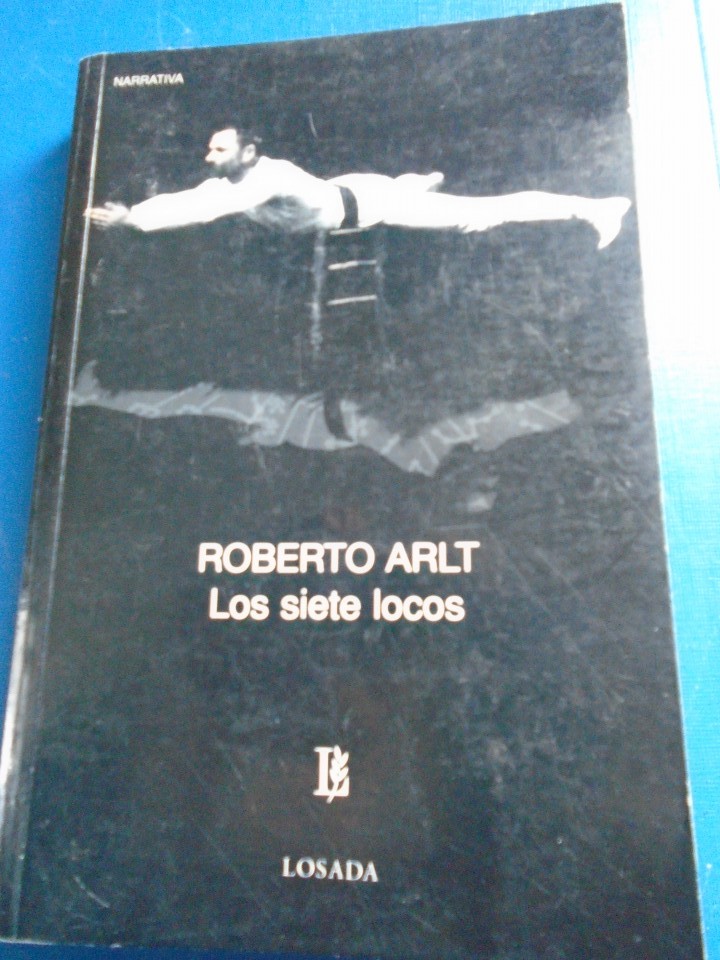 NARRATIVA
ROBERTO ARLT
Los siete locos
L
LOSADA